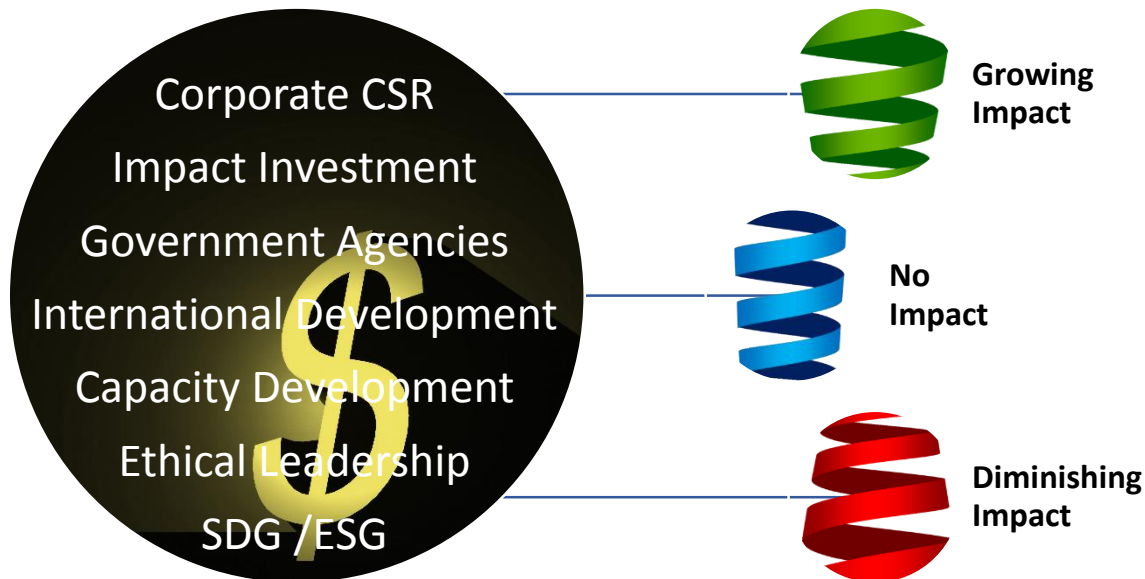 Corporate CSR
Impact Investment
Government Agencies
International Development
Capacity Development
Ethical Leadership
SDG /ESG
Growing
Impact
No
Impact
Diminishing
Impact